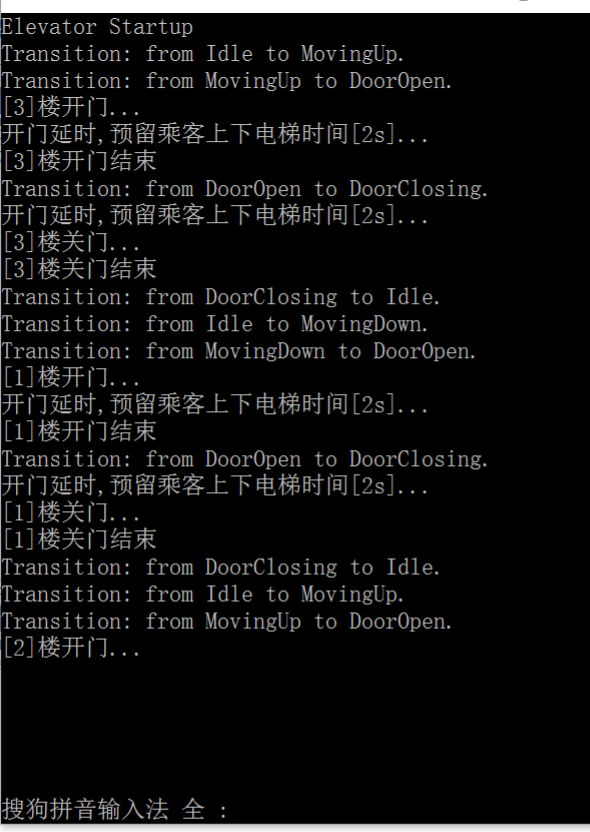 Elevator Startup
Transition: from Idle to MovingUp.
Transition: from MovingUp to DoorOpen.
[3]楼开门...
开门延时,预留乘客上下电梯时间[2s]...
[3]楼开门结束
Transition: from DoorOpen to DoorClosing.
开门延时,预留乘客上下电梯时间[2s]...
[3]楼关门...
[3]楼关门结束
Transition: from DoorClosing to Idle.
Transition: from Idle to MovingDown.
Transition: from MovingDown to DoorOpen.
[1]楼开门...
开门延时,预留乘客上下电梯时间[2s]...
[1]楼开门结束
Transition: from DoorOpen to DoorClosing.
开门延时,预留乘客上下电梯时间[2s]...
[1]楼关门...
[1]楼关门结束
Transition: from DoorClosing to Idle.
Transition: from Idle to MovingUp.
Transition: from MovingUp to DoorOpen.
[2]楼开门...
搜狗拼音输入法 全 :